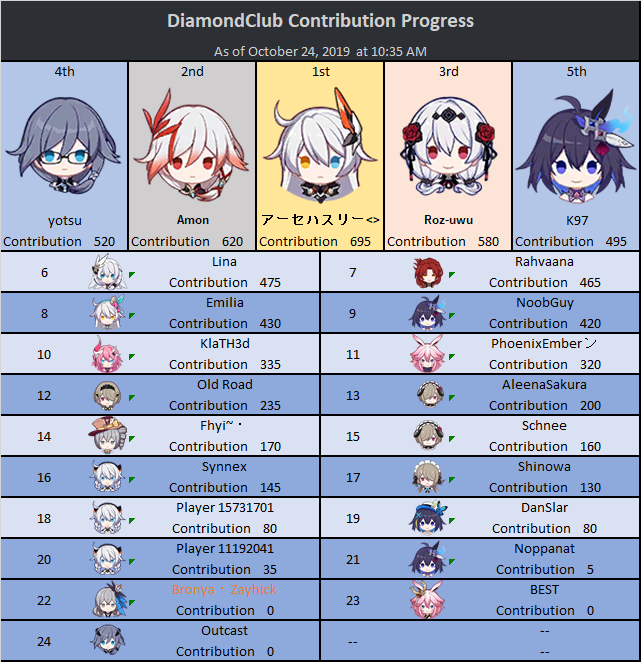 DiamondClub Contribution Progress
As of October 24, 2019 at 10:35 AM
4th 2nd 1st 3rd 5th
yotsu Amon アーセハスリー<> Roz-uwu K97
Contribution 520 Contribution 620 Contribution 695 Contribution 580 Contribution 495
6 Lina Contribution 475
7 Rahvaana Contribution 465
8 Emilia Contribution 430
9 NoobGuy Contribution 420
10 KlaTH3d Contribution 335
11 PhoenixEmberン Contribution 320
12 Old Road Contribution 235
13 AleenaSakura Contribution 200
14 Fhyi~・ Contribution 170
15 Schnee Contribution 160
16 Synnex Contribution 145
17 Shinowa Contribution 130
18 Player 15731701 Contribution 80
19 DanSlar Contribution 80
20 Player 11192041 Contribution 35
21 Noppanat Contribution 5
22 Bronya・Zayhick Contribution 0
23 BEST Contribution 0
24 Outcast Contribution 0
-- -- --